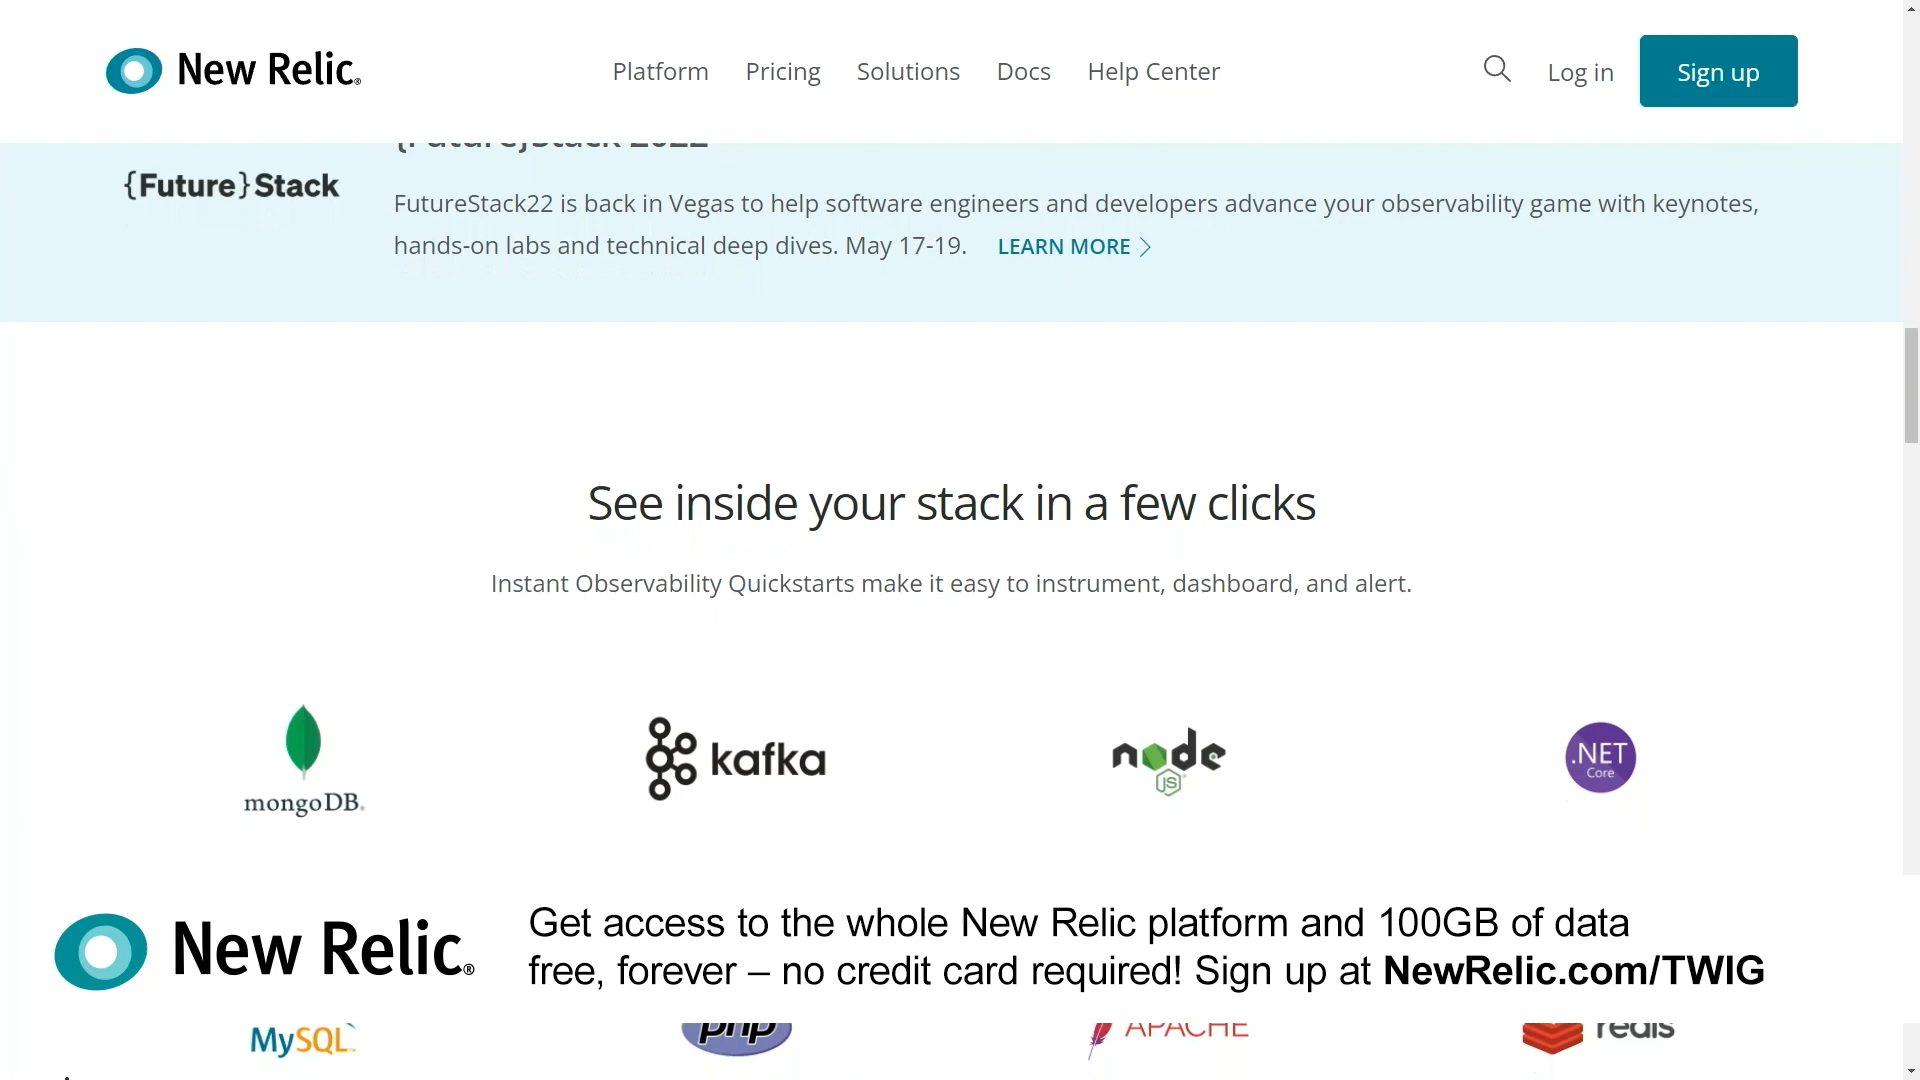 New Relic®
Platform
Pricing
Solutions
Docs
Help Center
Log in
Sign up
{Future}Stack 2022
{Future}Stack
FutureStack22 is back in Vegas to help software engineers and developers advance your observability game with keynotes,
hands-on labs and technical deep dives. May 17-19. LEARN MORE
See inside your stack in a few clicks
Instant Observability Quickstarts make it easy to instrument, dashboard, and alert.
mongoDB®
kafka
node
JS
.NET
Core
New Relic®
Get access to the whole New Relic platform and 100GB of data
free, forever – no credit card required! Sign up at NewRelic.com/TWIG
MySQL™
php
APACHE
redis